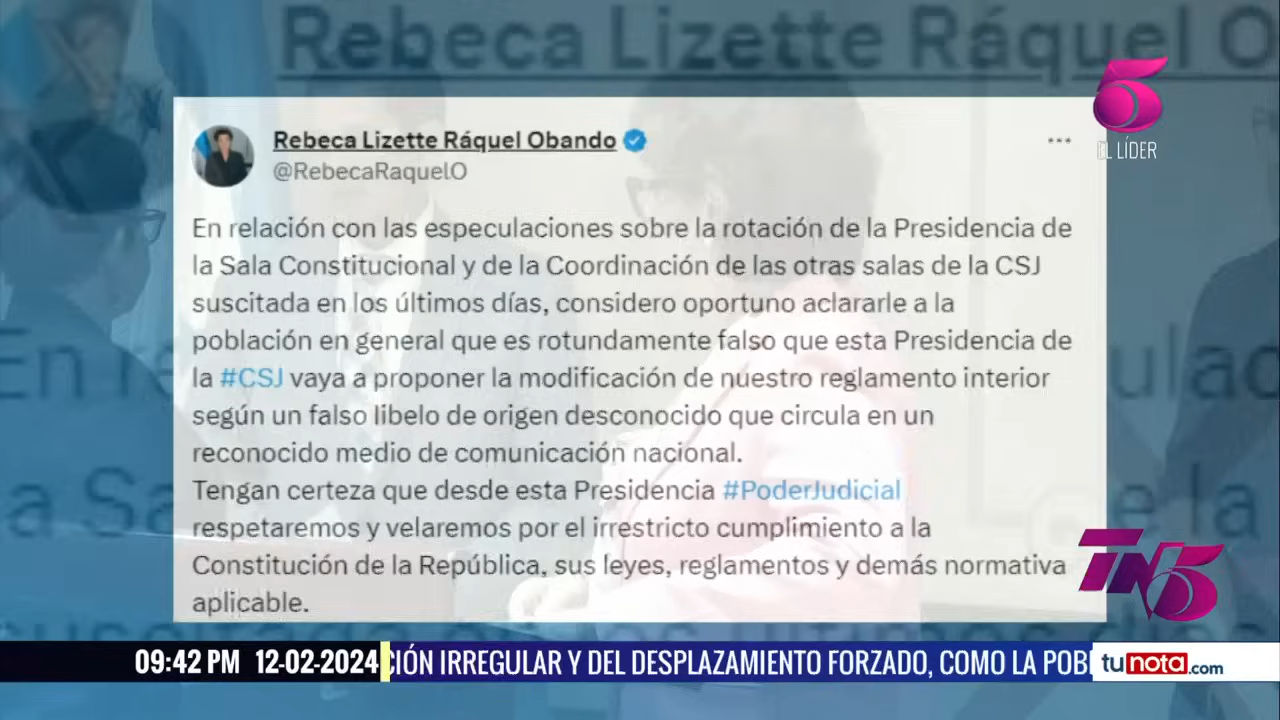 Rebeca Lizette Ráquel O
5
EL LÍDER
Rebeca Lizette Ráquel Obando
@RebecaRaquelO
En relación con las especulaciones sobre la rotación de la Presidencia de
la Sala Constitucional y de la Coordinación de las otras salas de la CSJ
suscitada en los últimos días, considero oportuno aclararle a la
población en general que es rotundamente falso que esta Presidencia de
la #CSJ vaya a proponer la modificación de nuestro reglamento interior
según un falso libelo de origen desconocido que circula en un
reconocido medio de comunicación nacional.
Tengan certeza que desde esta Presidencia #PoderJudicial
respetaremos y velaremos por el irrestricto cumplimiento a la
Constitución de la República, sus leyes, reglamentos y demás normativa
aplicable.
TN5
09:42 PM 12-02-2024
CIÓN IRREGULAR Y DEL DESPLAZAMIENTO FORZADO, COMO LA POB
tunota.com